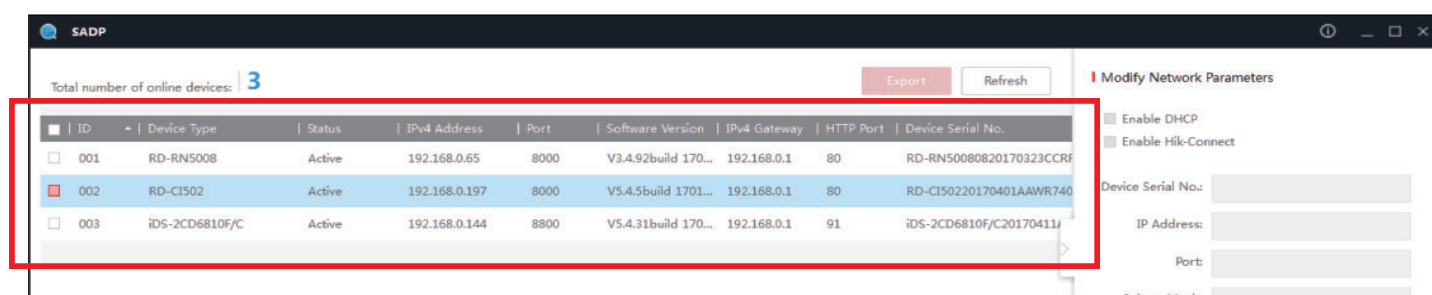 SADP
Total number of online devices: 3 Export Refresh
Modify Network Parameters
ID Device Type Status IPv4 Address Port Software Version IPv4 Gateway HTTP Port Device Serial No.
Enable DHCP
Enable Hik-Connect
001 RD-RN5008 Active 192.168.0.65 8000 V3.4.92build 170... 192.168.0.1 80 RD-RN50080820170323CCRR
002 RD-CI502 Active 192.168.0.197 8000 V5.4.5build 1701... 192.168.0.1 80 RD-CI50220170401AAWR740
Device Serial No.:
003 iDS-2CD6810F/C Active 192.168.0.144 8800 V5.4.31build 170... 192.168.0.1 91 iDS-2CD6810F/C20170411A
IP Address:
Port: